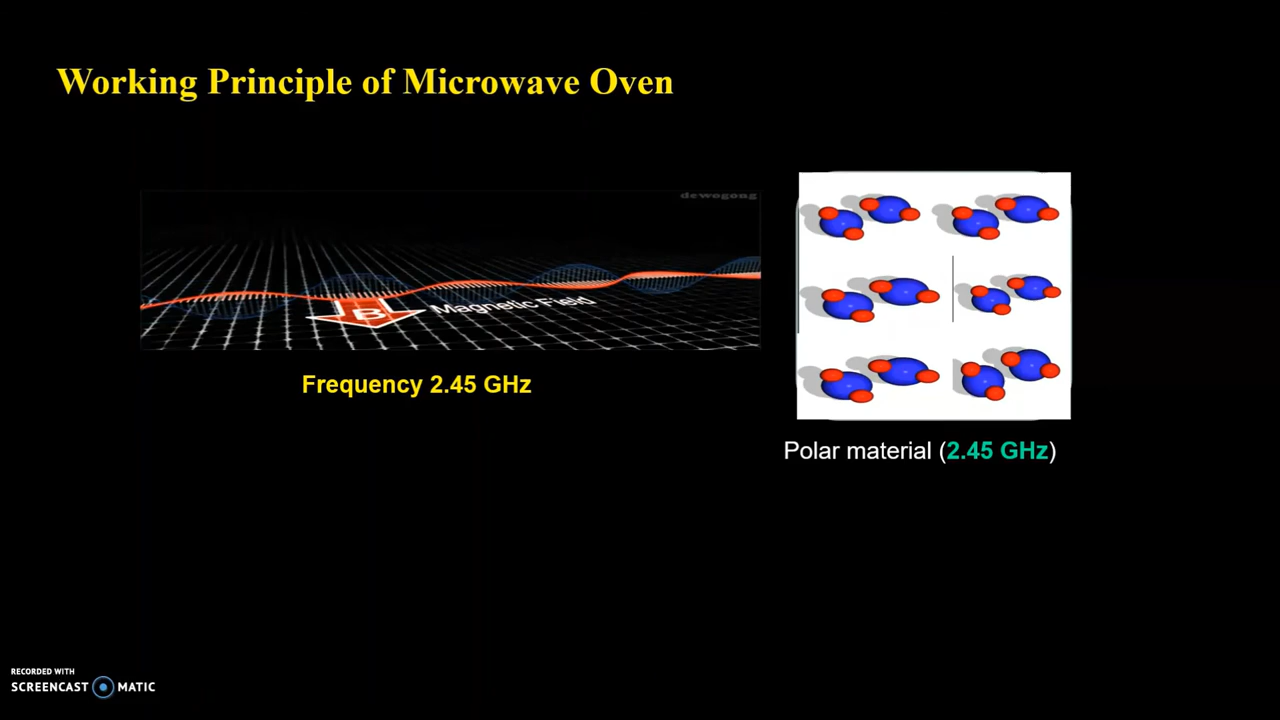 Working Principle of Microwave Oven
dewogong
B
Magnetic Field
Frequency 2.45 GHz
Polar material (2.45 GHz)
RECORDED WITH
SCREENCAST MATIC